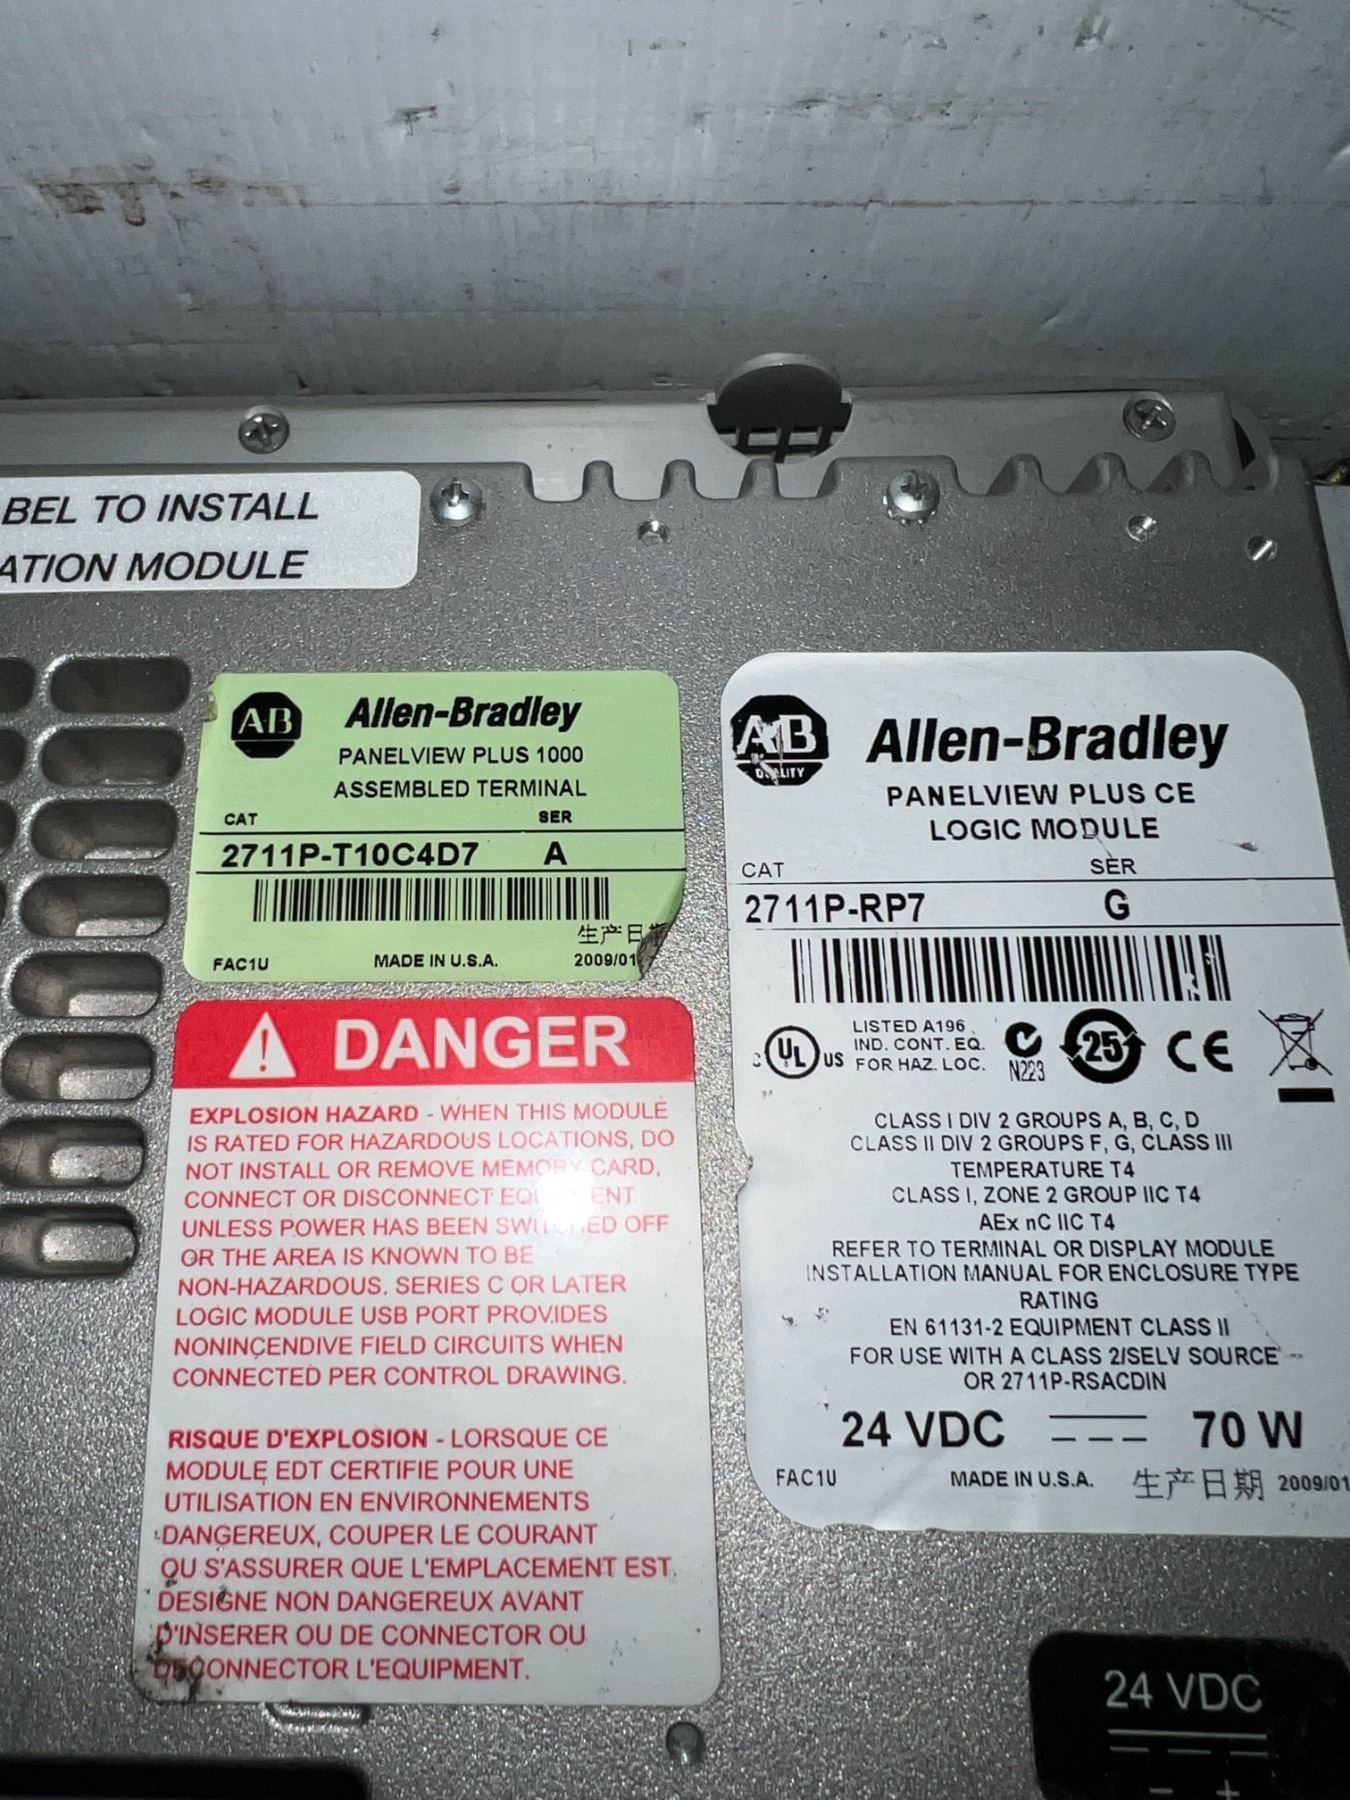 BEL TO INSTALL
ATION MODULE
AB Allen-Bradley
PANELVIEW PLUS 1000
ASSEMBLED TERMINAL
CAT SER
2711P-T10C4D7 A
生产日期
FAC1U MADE IN U.S.A. 2009/01
DANGER
EXPLOSION HAZARD - WHEN THIS MODULE
IS RATED FOR HAZARDOUS LOCATIONS, DO
NOT INSTALL OR REMOVE MEMORY CARD,
CONNECT OR DISCONNECT EQUIPMENT
UNLESS POWER HAS BEEN SWITCHED OFF
OR THE AREA IS KNOWN TO BE
NON-HAZARDOUS. SERIES C OR LATER
LOGIC MODULE USB PORT PROVIDES
NONINCENDIVE FIELD CIRCUITS WHEN
CONNECTED PER CONTROL DRAWING.
RISQUE D'EXPLOSION - LORSQUE CE
MODULE EDT CERTIFIE POUR UNE
UTILISATION EN ENVIRONNEMENTS
DANGEREUX, COUPER LE COURANT
OU S'ASSURER QUE L'EMPLACEMENT EST
DESIGNE NON DANGEREUX AVANT
D'INSERER OU DE CONNECTOR OU
DECONNECTOR L'EQUIPMENT.
AB QUALITY Allen-Bradley
PANELVIEW PLUS CE
LOGIC MODULE
CAT SER
2711P-RP7 G
C UL US LISTED A196 N223 25 CE
IND. CONT. EQ.
FOR HAZ. LOC.
CLASS I DIV 2 GROUPS A, B, C, D
CLASS II DIV 2 GROUPS F, G, CLASS III
TEMPERATURE T4
CLASS I, ZONE 2 GROUP IIC T4
AEx nC IIC T4
REFER TO TERMINAL OR DISPLAY MODULE
INSTALLATION MANUAL FOR ENCLOSURE TYPE
RATING
EN 61131-2 EQUIPMENT CLASS II
FOR USE WITH A CLASS 2/SELV SOURCE
OR 2711P-RSACDIN
24 VDC 70 W
FAC1U MADE IN U.S.A. 生产日期 2009/01
24 VDC
- +